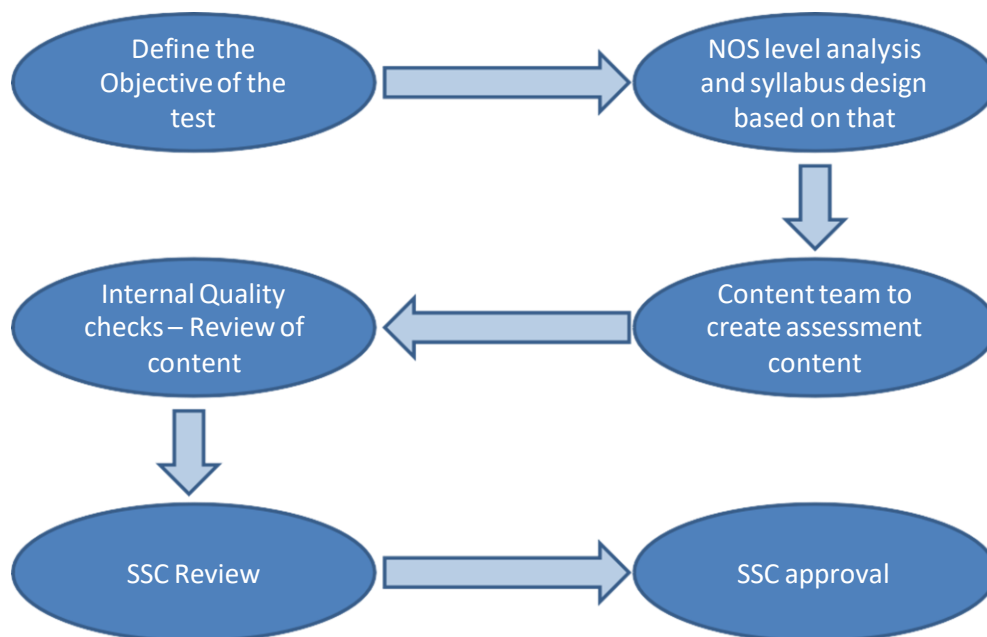 Define the
Objective of the
test
NOS level analysis
and syllabus design
based on that
Content team to
create assessment
content
Internal Quality
checks – Review of
content
SSC Review
SSC approval